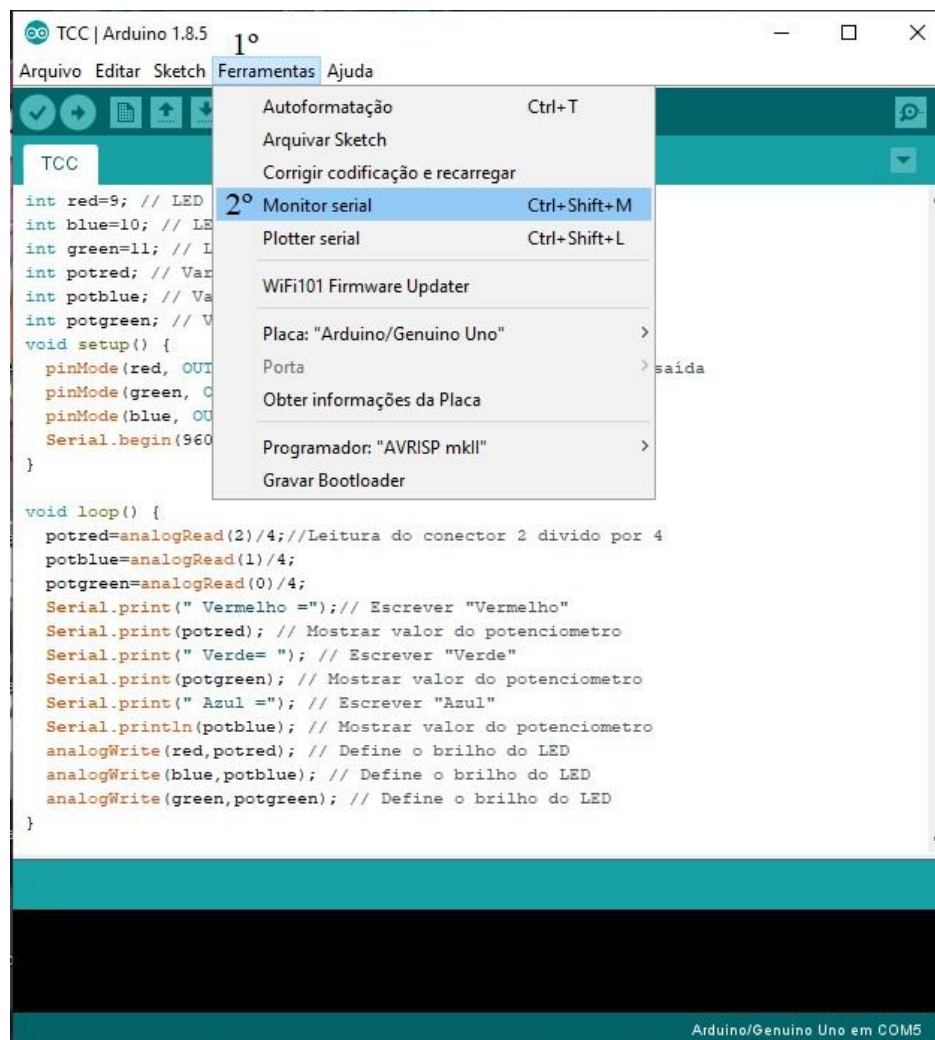 TCC | Arduino 1.8.5
1º
Arquivo Editar Sketch Ferramentas Ajuda
Autoformatação Ctrl+T
Arquivar Sketch
TCC
Corrigir codificação e recarregar
int red=9; // LED
2º Monitor serial Ctrl+Shift+M
int blue=10; // LE
Plotter serial Ctrl+Shift+L
int green=11; // L
int potred; // Var
WiFi101 Firmware Updater
int potblue; // Va
int potgreen; // V
Placa: "Arduino/Genuino Uno"
void setup() {
pinMode(red, OUT
Porta
saída
pinMode(green, O
Obter informações da Placa
pinMode(blue, OU
Serial.begin(960
Programador: "AVRISP mkII"
}
Gravar Bootloader
void loop() {
potred=analogRead(2)/4;//Leitura do conector 2 divido por 4
potblue=analogRead(1)/4;
potgreen=analogRead(0)/4;
Serial.print(" Vermelho =");// Escrever "Vermelho"
Serial.print(potred); // Mostrar valor do potenciometro
Serial.print(" Verde= "); // Escrever "Verde"
Serial.print(potgreen); // Mostrar valor do potenciometro
Serial.print(" Azul ="); // Escrever "Azul"
Serial.println(potblue); // Mostrar valor do potenciometro
analogWrite(red,potred); // Define o brilho do LED
analogWrite(blue,potblue); // Define o brilho do LED
analogWrite(green,potgreen); // Define o brilho do LED
}
Arduino/Genuino Uno em COM5